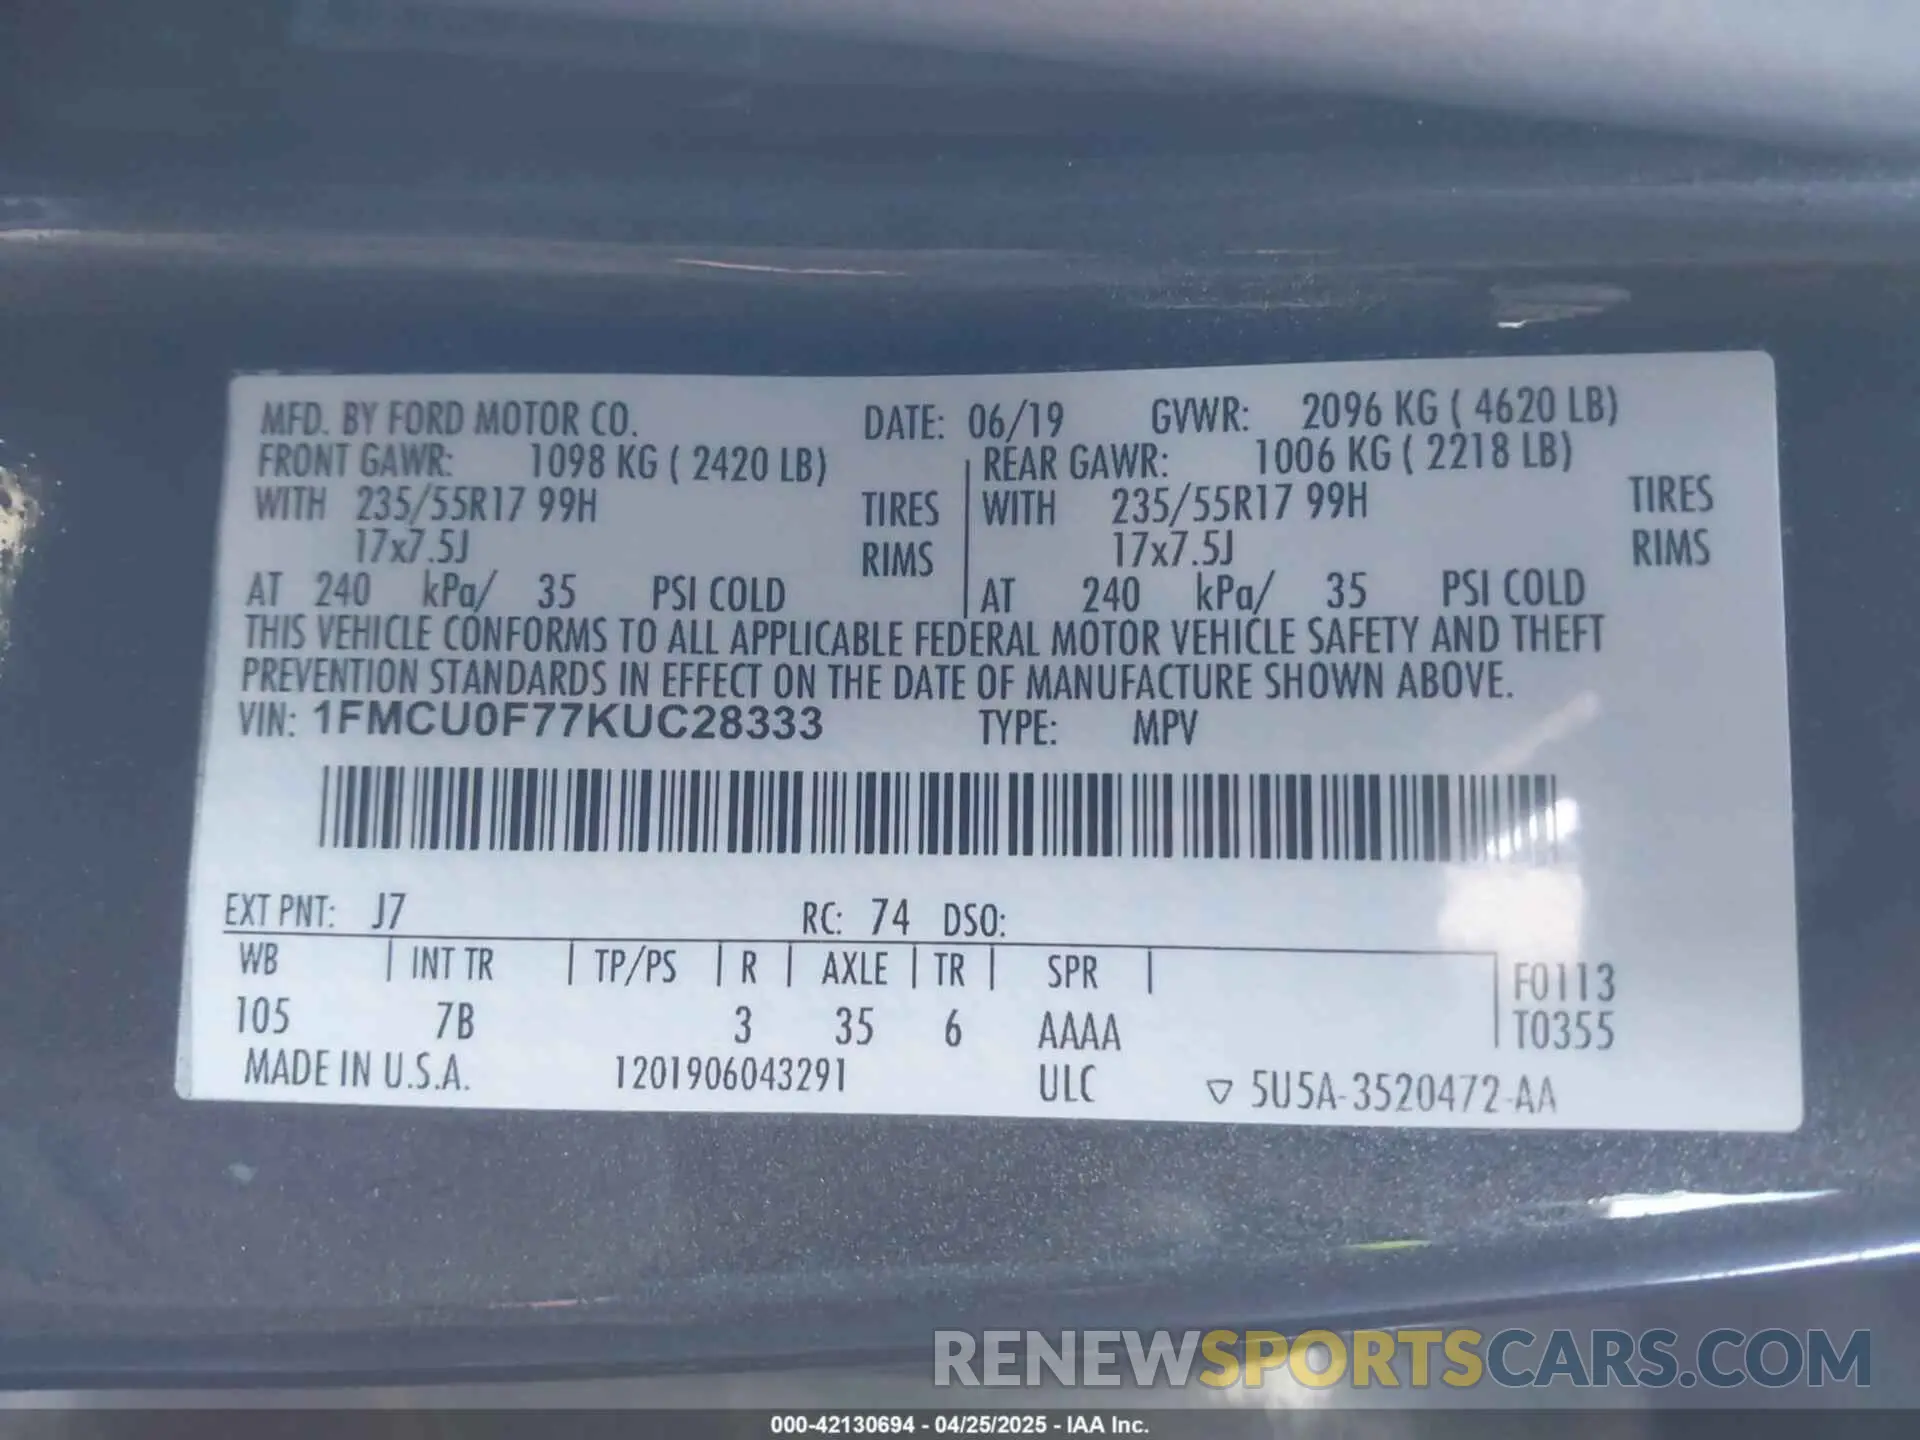 MFD. BY FORD MOTOR CO. DATE: 06/19 GVWR: 2096 KG ( 4620 LB)
FRONT GAWR: 1098 KG ( 2420 LB) REAR GAWR: 1006 KG ( 2218 LB)
WITH 235/55R17 99H TIRES WITH 235/55R17 99H TIRES
17x7.5J RIMS 17x7.5J RIMS
AT 240 kPa/ 35 PSI COLD AT 240 kPa/ 35 PSI COLD
THIS VEHICLE CONFORMS TO ALL APPLICABLE FEDERAL MOTOR VEHICLE SAFETY AND THEFT
PREVENTION STANDARDS IN EFFECT ON THE DATE OF MANUFACTURE SHOWN ABOVE.
VIN: 1FMCU0F77KUC28333 TYPE: MPV
EXT PNT: J7 RC: 74 DSO:
WB INT TR TP/PS R AXLE TR SPR F0113
105 7B 3 35 6 AAAA T0355
MADE IN U.S.A. 1201906043291 ULC ▽ 5U5A-3520472-AA
RENEWSPORTSCARS.COM
000-42130694 - 04/25/2025 - IAA Inc.